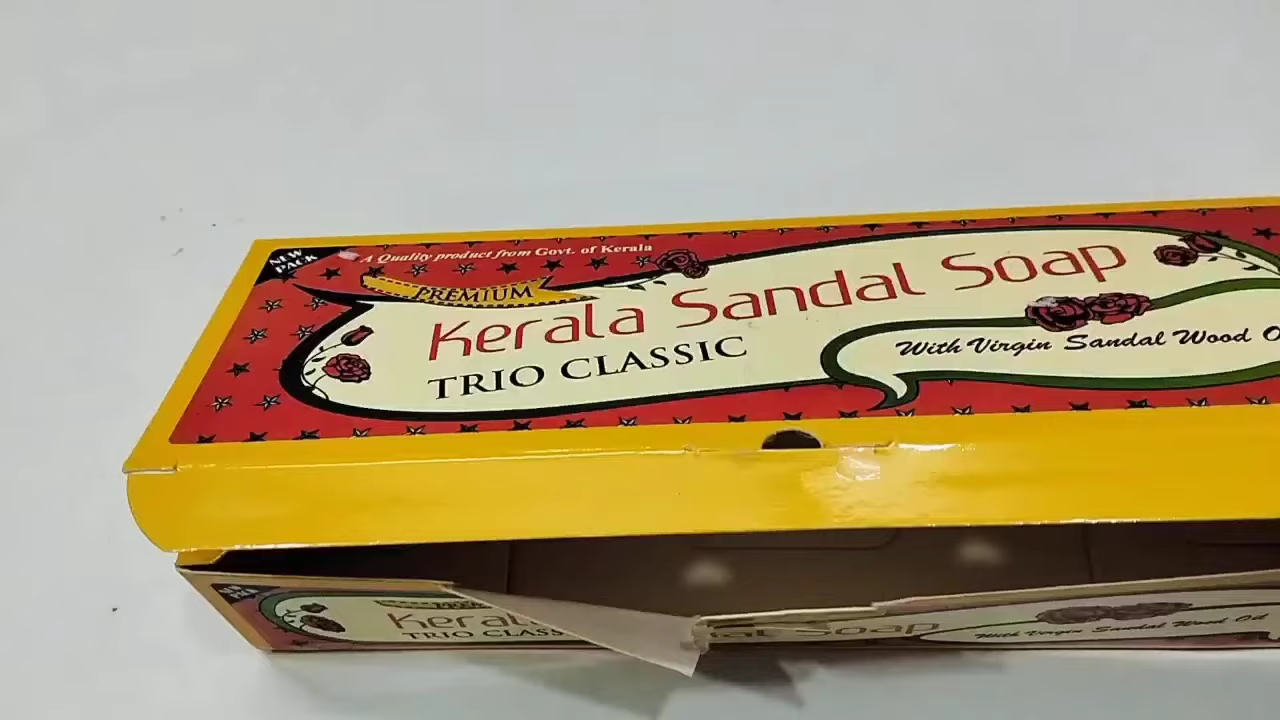 NEW
PACK
A Quality product from Govt. of Kerala
PREMIUM
Kerala Sandal Soap
TRIO CLASSIC
With Virgin Sandal Wood O
Kerala
TRIO CLASS
Soap
With Virgin Sandal Wood Oil